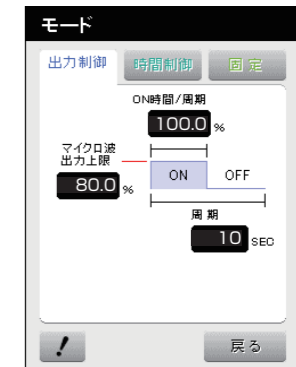 モード
出力制御 時間制御 固定
ON時間/周期
100.0 %
マイクロ波
出力上限
80.0 %
ON OFF
周期
10 SEC
! 戻る